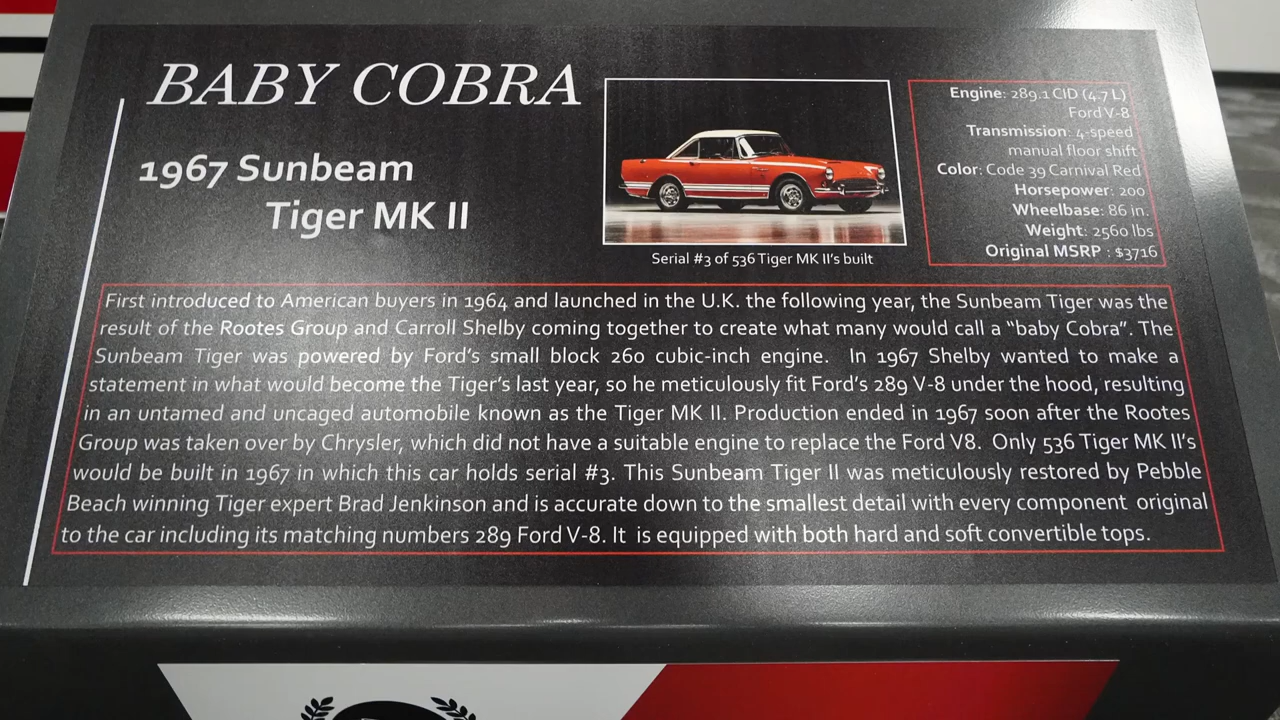 BABY COBRA
1967 Sunbeam
Tiger MK II
Serial #3 of 536 Tiger MK II's built
Engine: 289.1 CID (4.7 L)
Ford V-8
Transmission: 4-speed
manual floor shift
Color: Code 39 Carnival Red
Horsepower: 200
Wheelbase: 86 in.
Weight: 2560 lbs
Original MSRP : $3716
First introduced to American buyers in 1964 and launched in the U.K. the following year, the Sunbeam Tiger was the
result of the Rootes Group and Carroll Shelby coming together to create what many would call a “baby Cobra”. The
Sunbeam Tiger was powered by Ford's small block 260 cubic-inch engine. In 1967 Shelby wanted to make a
statement in what would become the Tiger's last year, so he meticulously fit Ford's 289 V-8 under the hood, resulting
in an untamed and uncaged automobile known as the Tiger MK II. Production ended in 1967 soon after the Rootes
Group was taken over by Chrysler, which did not have a suitable engine to replace the Ford V8. Only 536 Tiger MK II's
would be built in 1967 in which this car holds serial #3. This Sunbeam Tiger II was meticulously restored by Pebble
Beach winning Tiger expert Brad Jenkinson and is accurate down to the smallest detail with every component original
to the car including its matching numbers 289 Ford V-8. It is equipped with both hard and soft convertible tops.